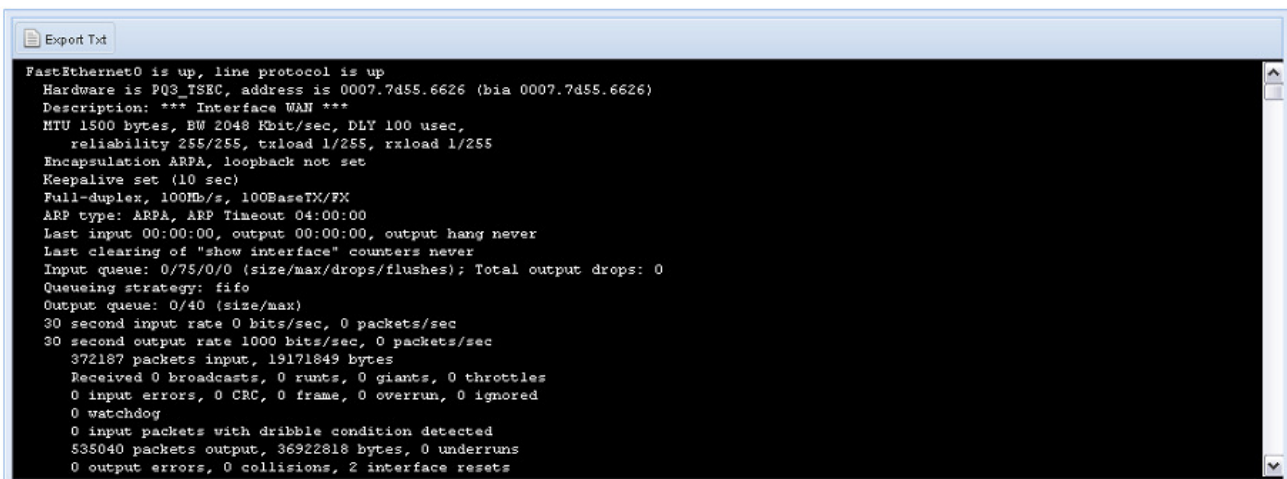 Export Txt
FastEthernet0 is up, line protocol is up
Hardware is PQ3_TSEC, address is 0007.7d55.6626 (bia 0007.7d55.6626)
Description: *** Interface WAN ***
MTU 1500 bytes, BW 2048 Kbit/sec, DLY 100 usec,
reliability 255/255, txload 1/255, rxload 1/255
Encapsulation ARPA, loopback not set
Keepalive set (10 sec)
Full-duplex, 100Mb/s, 100BaseTX/FX
ARP type: ARPA, ARP Timeout 04:00:00
Last input 00:00:00, output 00:00:00, output hang never
Last clearing of "show interface" counters never
Input queue: 0/75/0/0 (size/max/drops/flushes); Total output drops: 0
Queueing strategy: fifo
Output queue: 0/40 (size/max)
30 second input rate 0 bits/sec, 0 packets/sec
30 second output rate 1000 bits/sec, 0 packets/sec
372187 packets input, 19171849 bytes
Received 0 broadcasts, 0 runts, 0 giants, 0 throttles
0 input errors, 0 CRC, 0 frame, 0 overrun, 0 ignored
0 watchdog
0 input packets with dribble condition detected
535040 packets output, 36922818 bytes, 0 underruns
0 output errors, 0 collisions, 2 interface resets